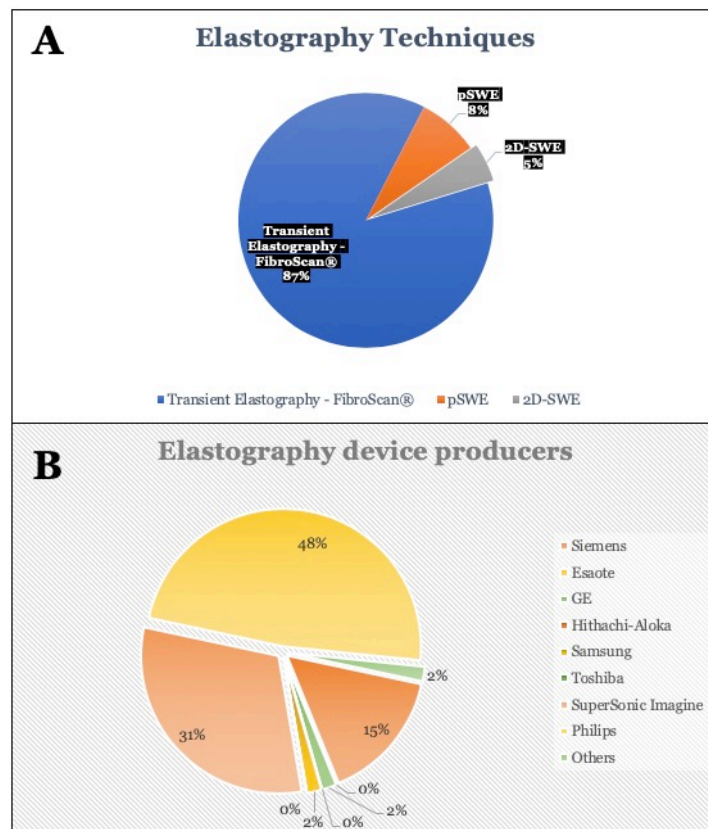 A
Elastography Techniques
pSWE
8%
2D-SWE
5%
Transient
Elastography -
FibroScan®
87%
Transient Elastography - FibroScan® pSWE 2D-SWE
B
Elastography device producers
48%
Siemens
Esaote
GE
Hithachi-Aloka
Samsung
Toshiba
SuperSonic Imagine
Philips
Others
2%
31%
15%
0%
2%
0%
2%
0%